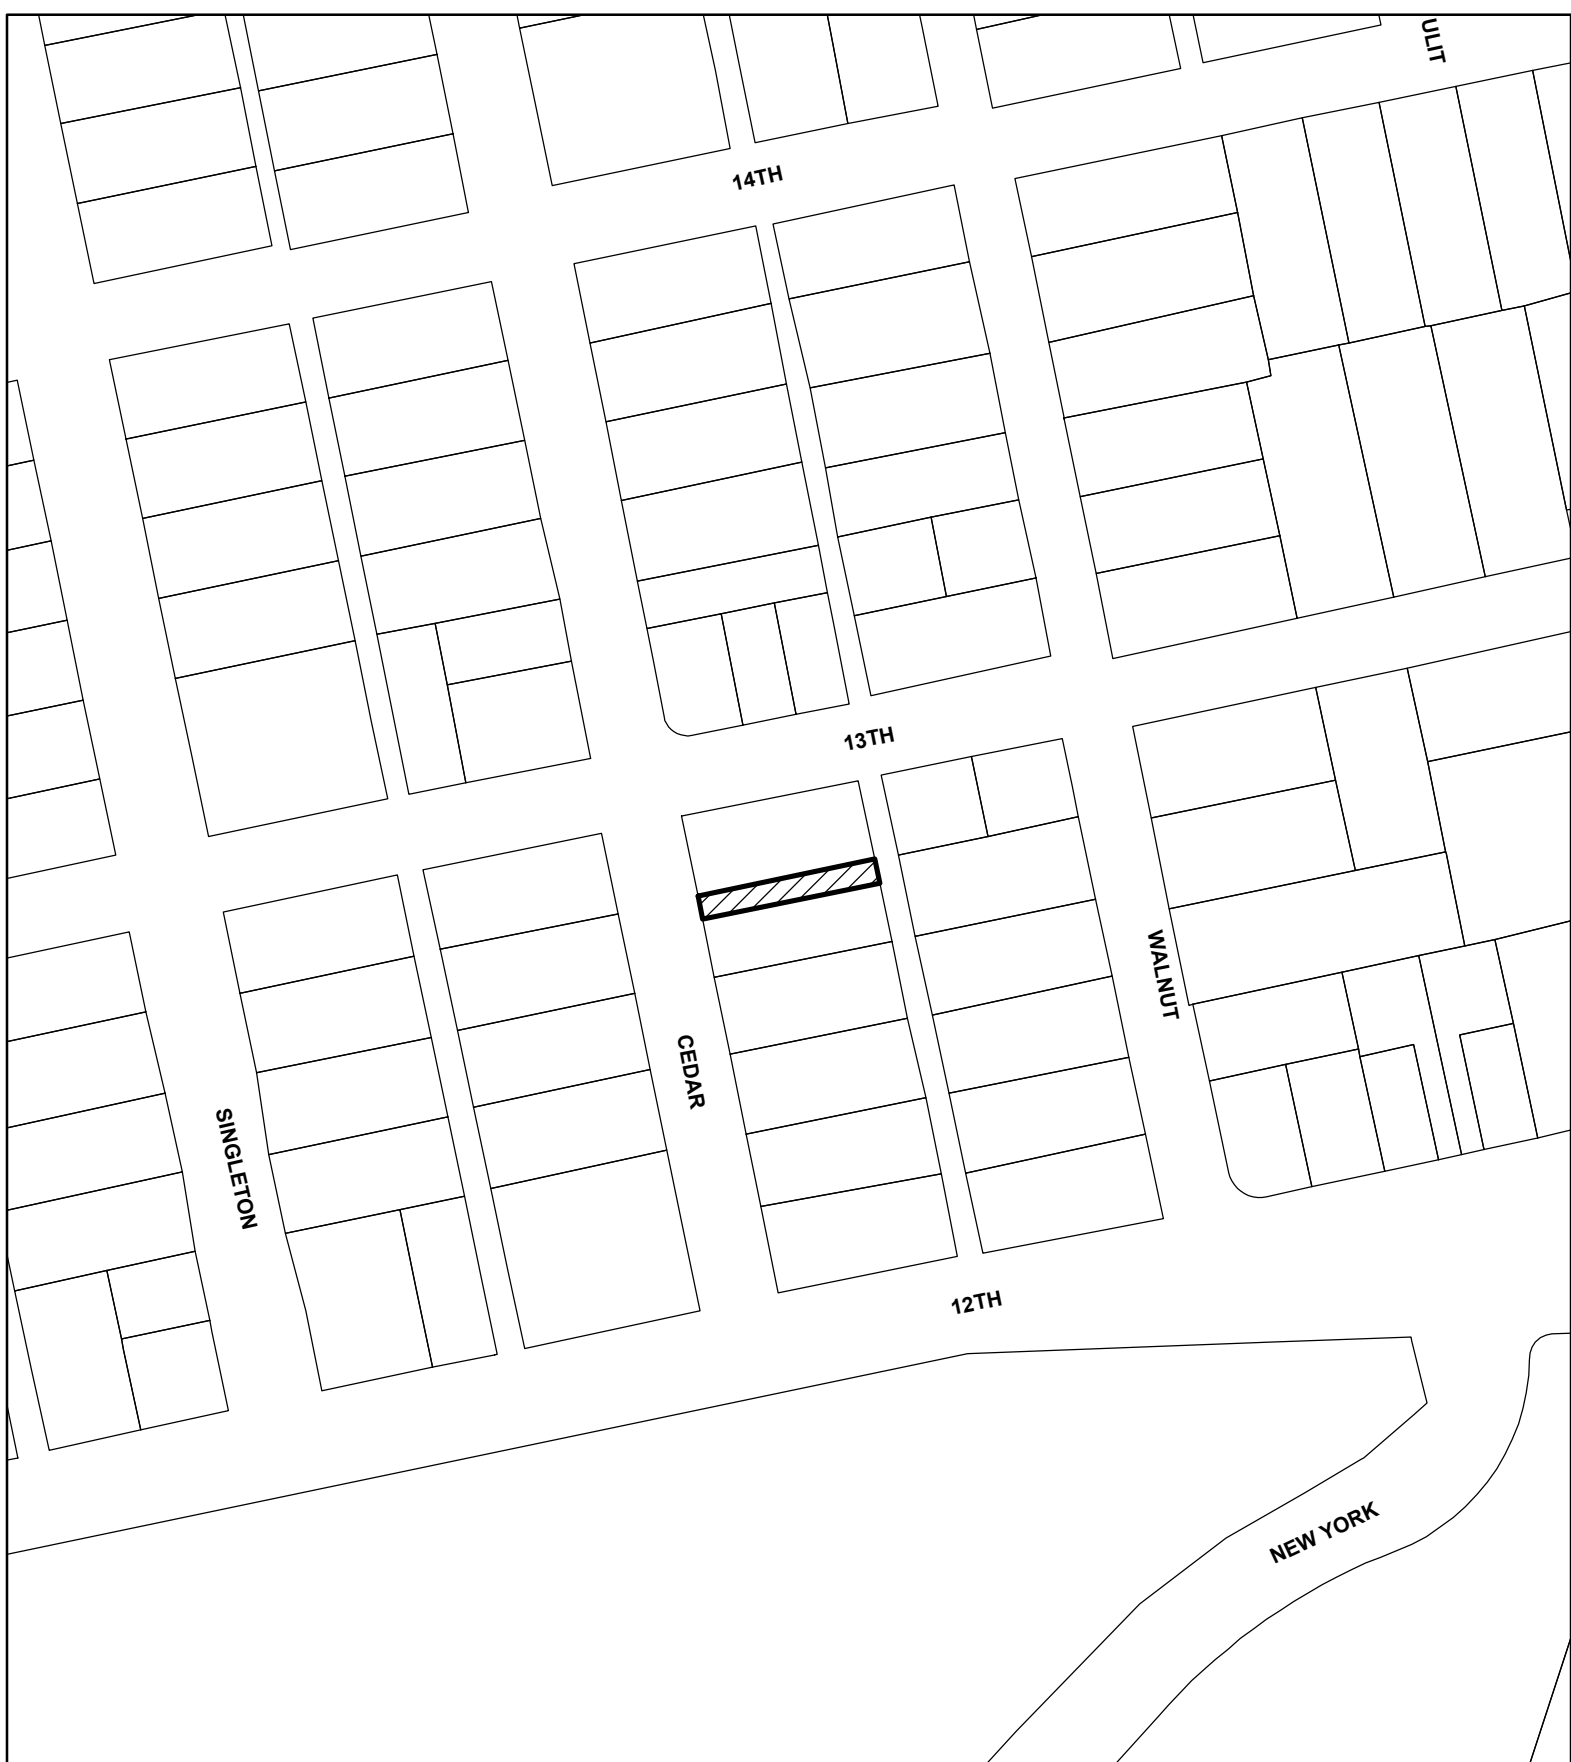 ULIT
14TH
13TH
WALNUT
CEDAR
SINGLETON
12TH
NEW YORK